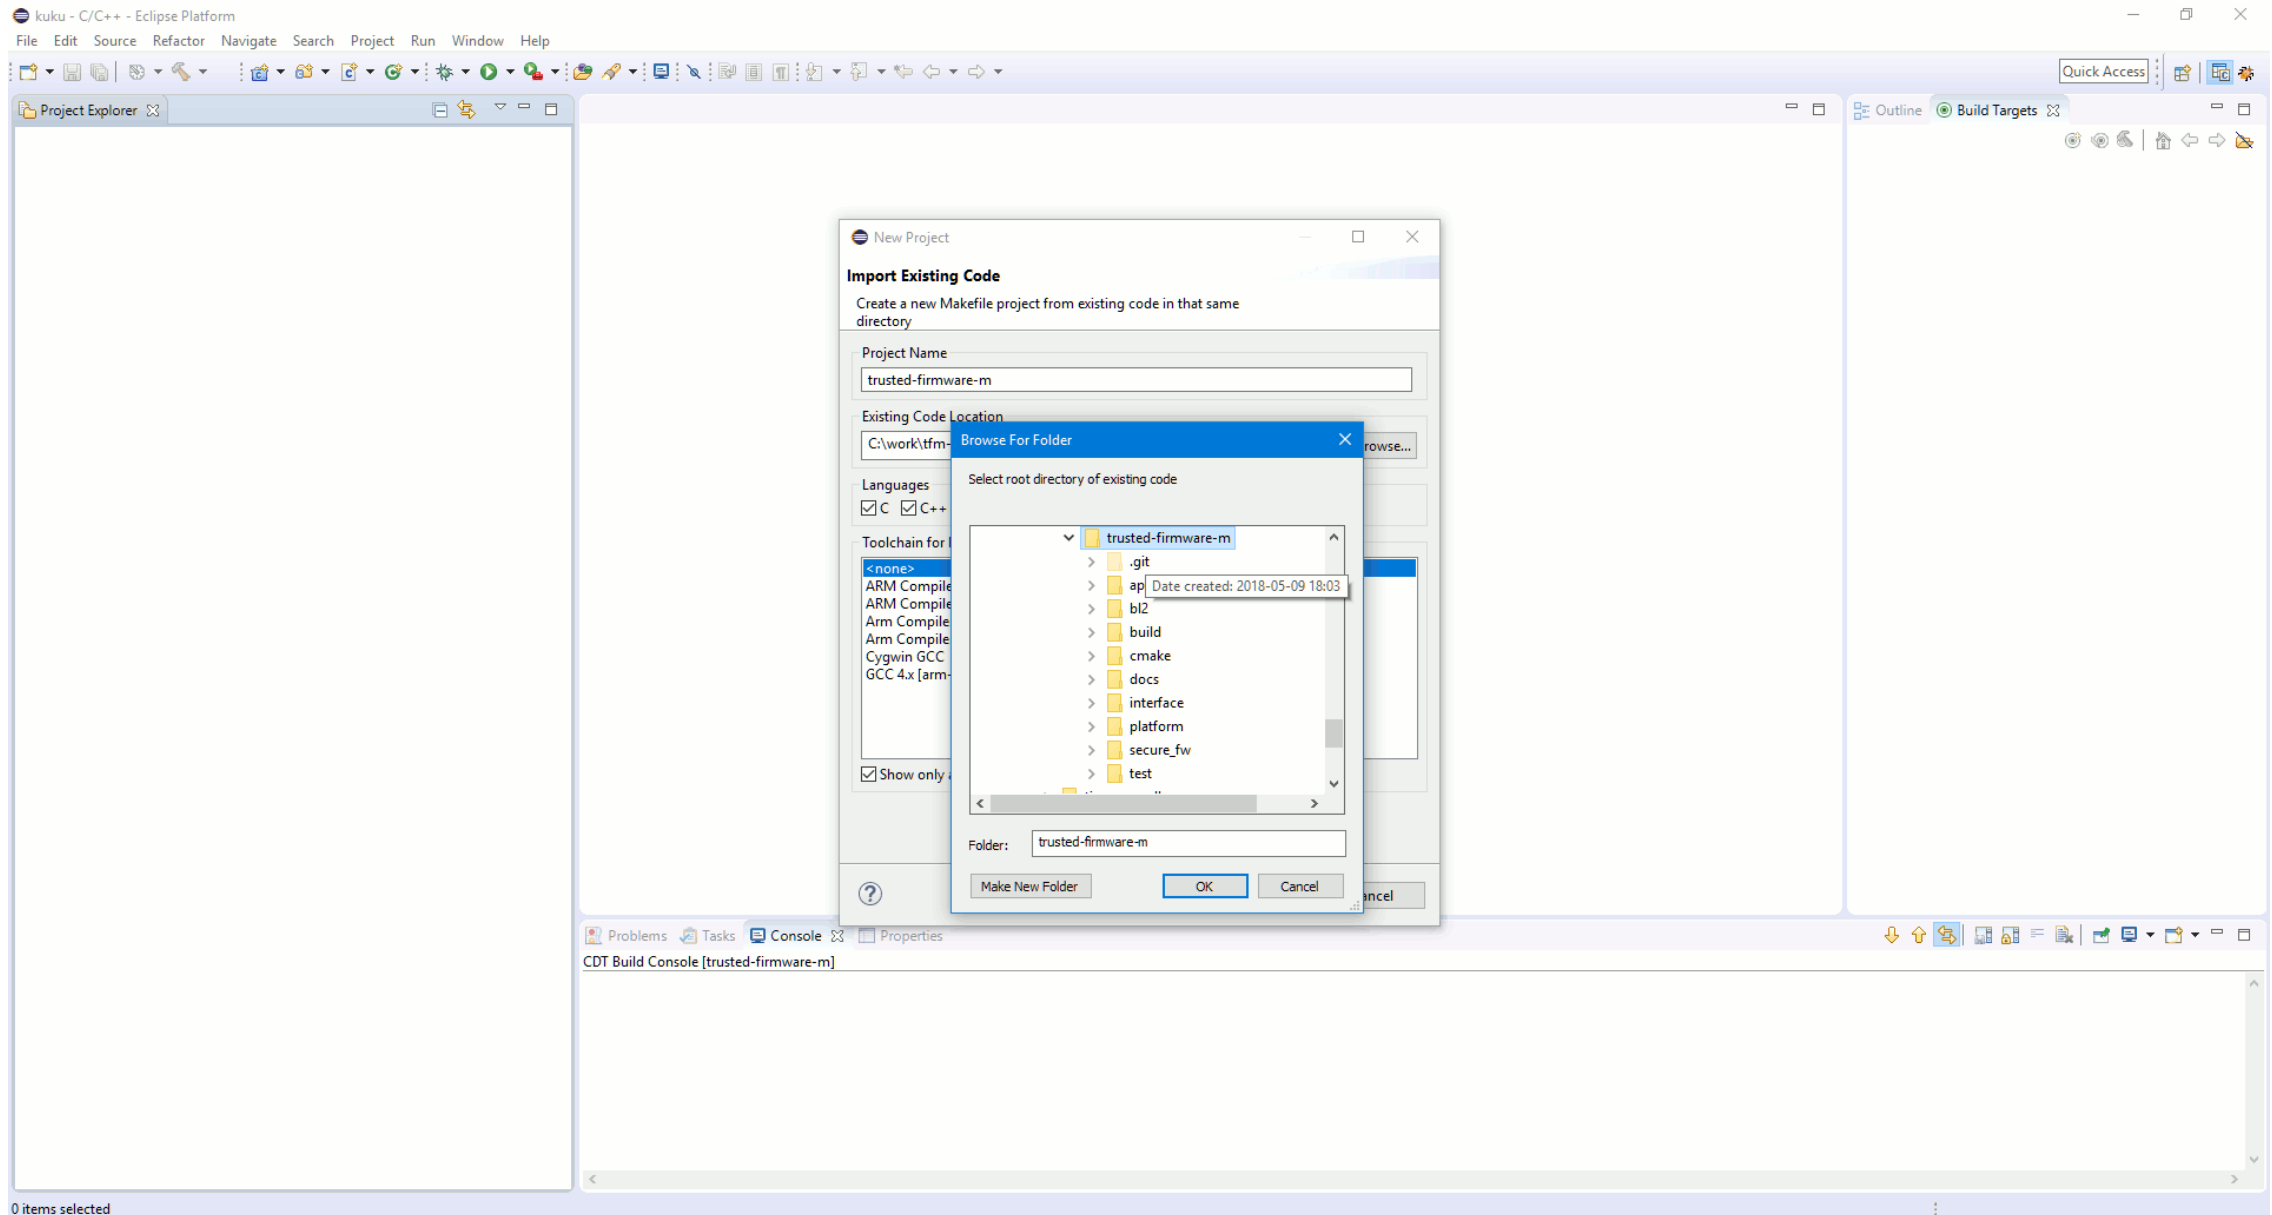 kuku - C/C++ - Eclipse Platform
File Edit Source Refactor Navigate Search Project Run Window Help
Quick Access
Project Explorer
Outline Build Targets
New Project
Import Existing Code
Create a new Makefile project from existing code in that same
directory
Project Name
trusted-firmware-m
Existing Code Location
C:\work\tfm-
rowse...
Languages
C C++
Toolchain for
<none>
ARM Compile
ARM Compile
Arm Compile
Arm Compile
Cygwin GCC
GCC 4.x [arm-
Show only
ancel
Browse For Folder
Select root directory of existing code
trusted-firmware-m
.git
ap
Date created: 2018-05-09 18:03
bl2
build
cmake
docs
interface
platform
secure_fw
test
Folder: trusted-firmware-m
Make New Folder OK Cancel
Problems Tasks Console Properties
CDT Build Console [trusted-firmware-m]
0 items selected